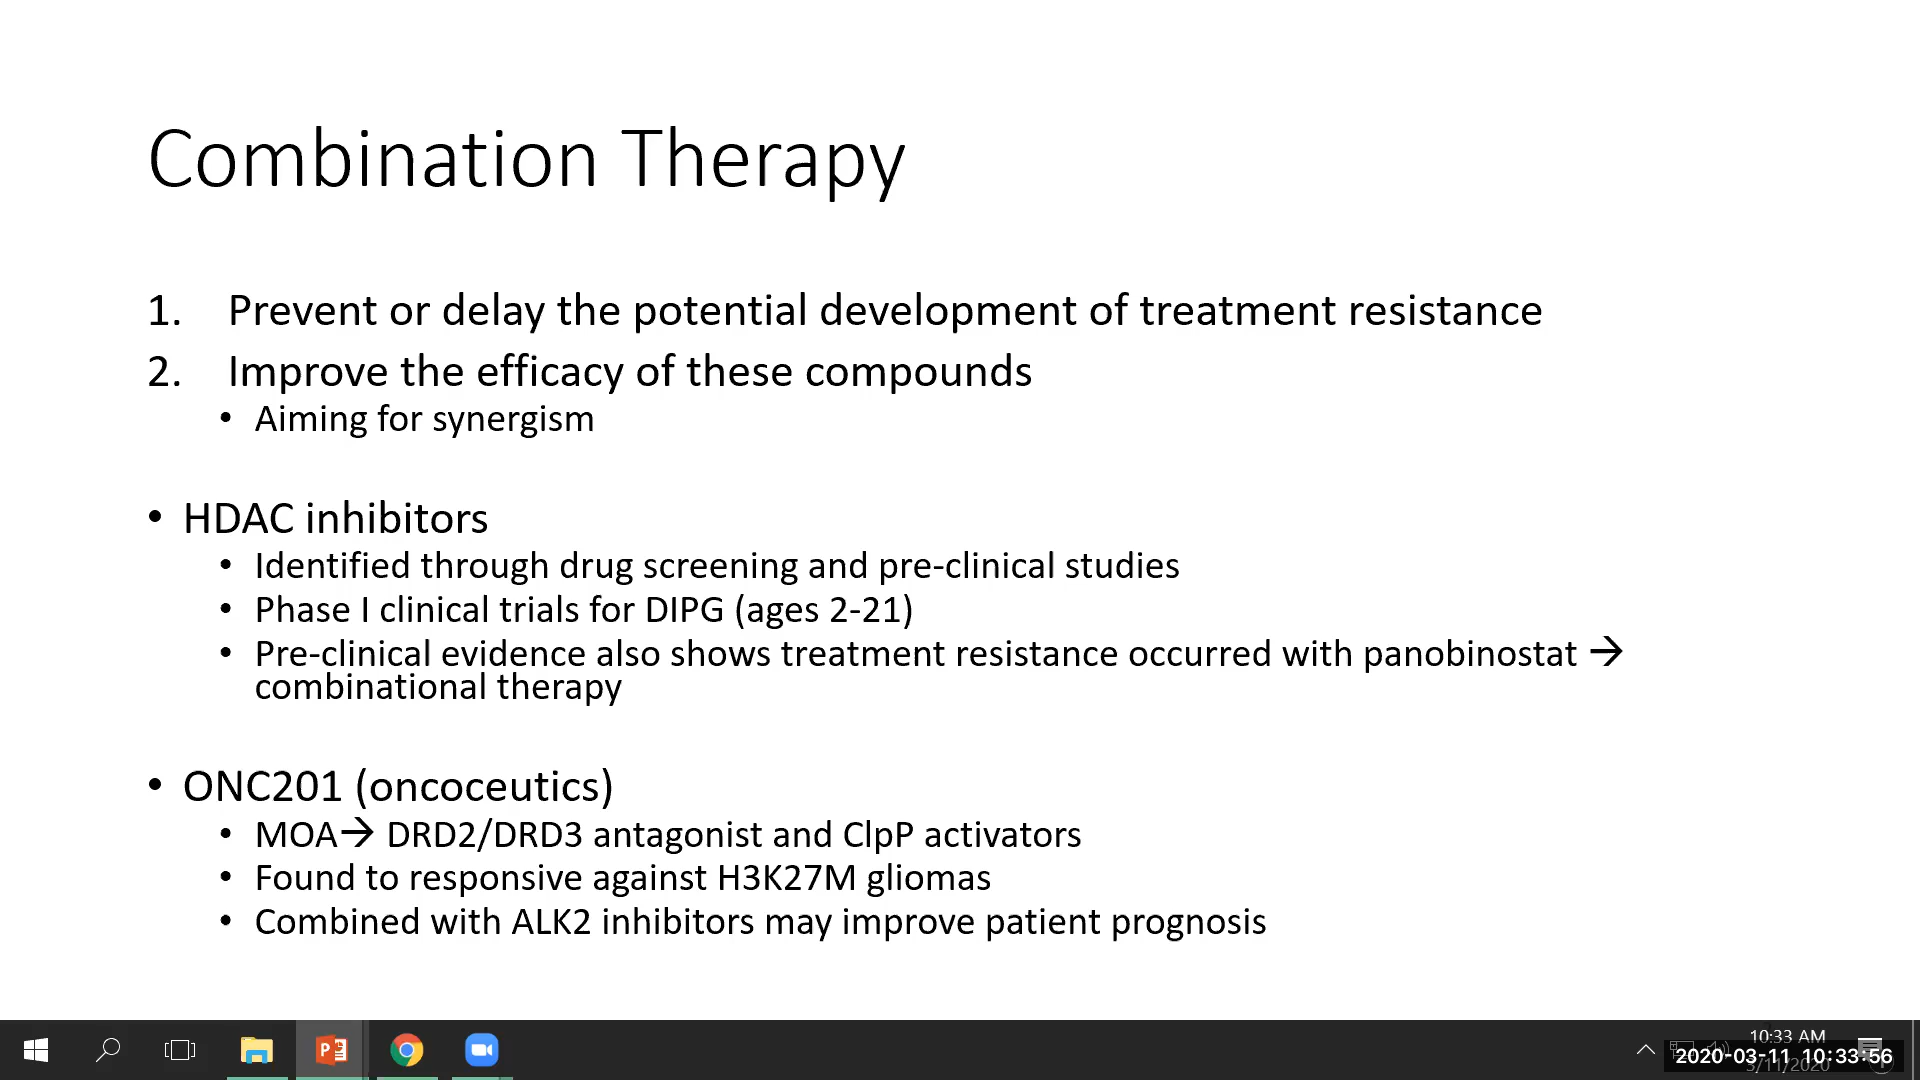 Combination Therapy
1. Prevent or delay the potential development of treatment resistance
2. Improve the efficacy of these compounds
• Aiming for synergism
• HDAC inhibitors
• Identified through drug screening and pre-clinical studies
• Phase I clinical trials for DIPG (ages 2-21)
• Pre-clinical evidence also shows treatment resistance occurred with panobinostat →
combinational therapy
• ONC201 (oncoceutics)
• MOA→ DRD2/DRD3 antagonist and ClpP activators
• Found to responsive against H3K27M gliomas
• Combined with ALK2 inhibitors may improve patient prognosis
10:33 AM
2020-03-11 10:33:56
3/11/2020